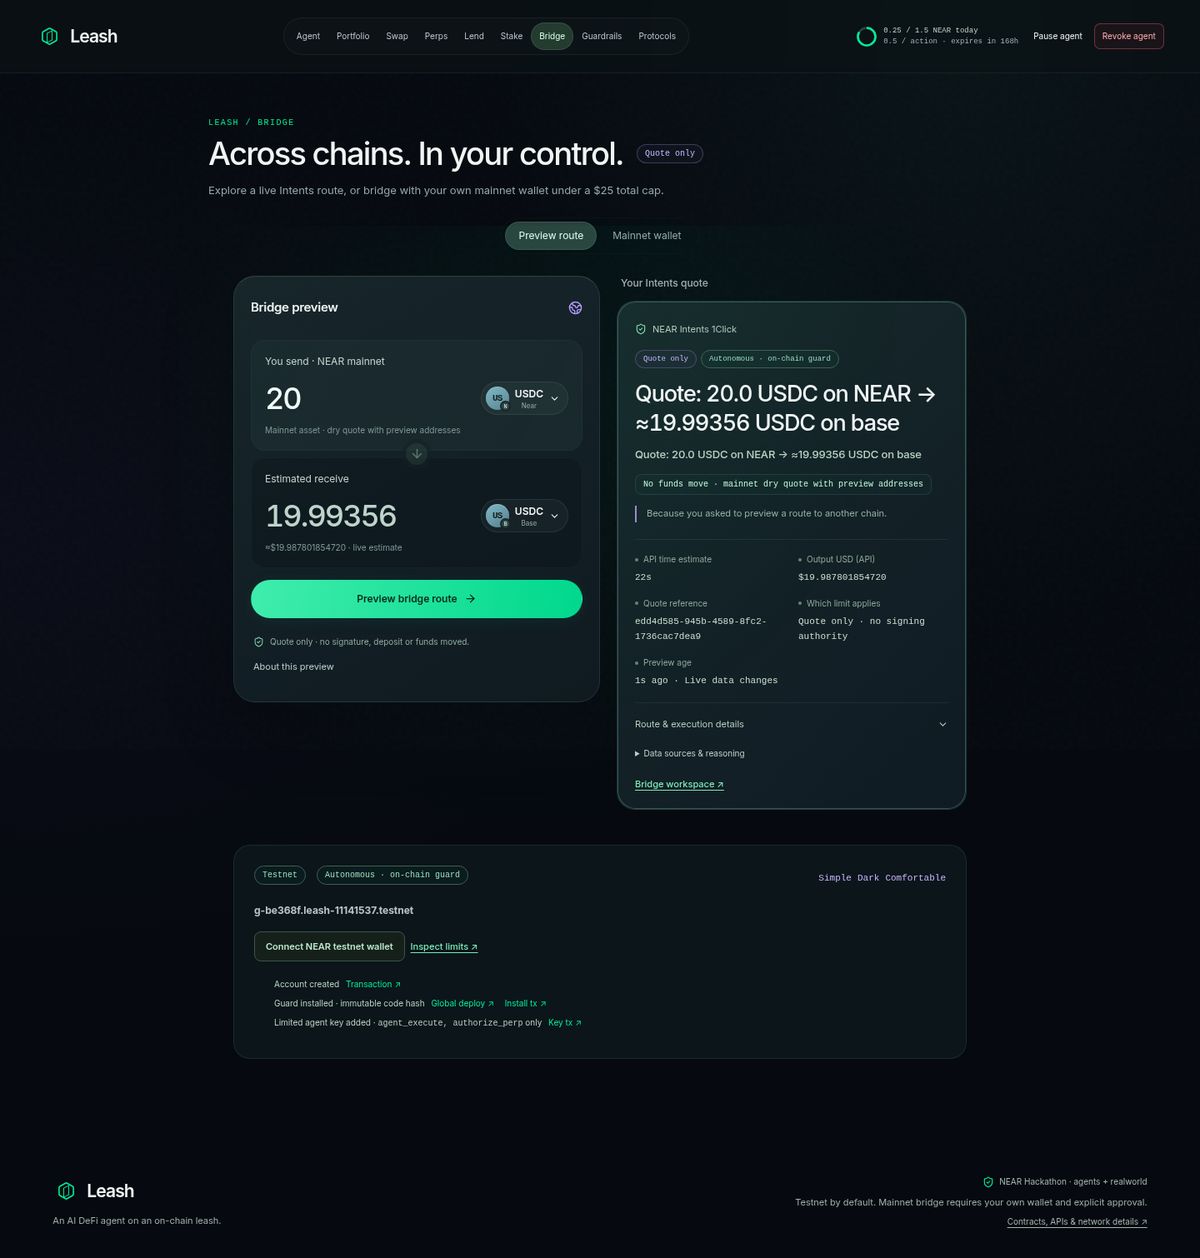 Leash
Agent Portfolio Swap Perps Lend Stake Bridge Guardrails Protocols
0.25 / 1.5 NEAR today
0.5 / action · expires in 168h
Pause agent
Revoke agent
LEASH / BRIDGE
Across chains. In your control.
Quote only
Explore a live Intents route, or bridge with your own mainnet wallet under a $25 total cap.
Preview route
Mainnet wallet
Bridge preview
You send · NEAR mainnet
20
US
N
USDC
Near
Mainnet asset · dry quote with preview addresses
Estimated receive
19.99356
US
B
USDC
Base
≈$19.987801854720 · live estimate
Preview bridge route →
Quote only · no signature, deposit or funds moved.
About this preview
Your Intents quote
NEAR Intents 1Click
Quote only
Autonomous · on-chain guard
Quote: 20.0 USDC on NEAR →
≈19.99356 USDC on base
Quote: 20.0 USDC on NEAR → ≈19.99356 USDC on base
No funds move · mainnet dry quote with preview addresses
Because you asked to preview a route to another chain.
API time estimate
22s
Output USD (API)
$19.987801854720
Quote reference
edd4d585-945b-4589-8fc2-
1736cac7dea9
Which limit applies
Quote only · no signing
authority
Preview age
1s ago · Live data changes
Route & execution details
Data sources & reasoning
Bridge workspace ↗
Testnet
Autonomous · on-chain guard
Simple Dark Comfortable
g-be368f.leash-11141537.testnet
Connect NEAR testnet wallet
Inspect limits ↗
Account created Transaction ↗
Guard installed · immutable code hash Global deploy ↗ Install tx ↗
Limited agent key added · agent_execute, authorize_perp only Key tx ↗
Leash
An AI DeFi agent on an on-chain leash.
NEAR Hackathon · agents + realworld
Testnet by default. Mainnet bridge requires your own wallet and explicit approval.
Contracts, APIs & network details ↗